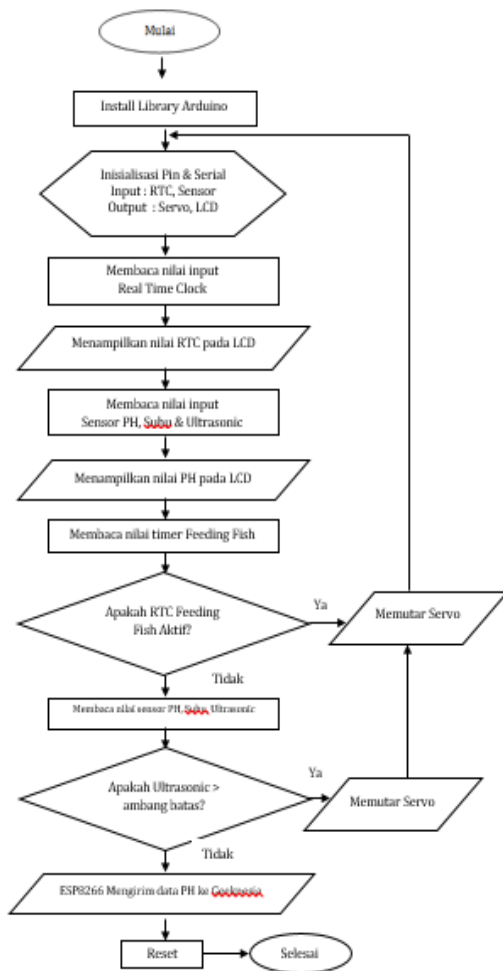 Mulai
Install Library Arduino
Inisialisasi Pin & Serial
Input : RTC, Sensor
Output : Servo, LCD
Membaca nilai input
Real Time Clock
Menampilkan nilai RTC pada LCD
Membaca nilai input
Sensor PH, Suhu & Ultrasonic
Menampilkan nilai PH pada LCD
Membaca nilai timer Feeding Fish
Apakah RTC Feeding
Fish Aktif?
Ya
Memutar Servo
Tidak
Membaca nilai sensor PH, Suhu, Ultrasonic
Apakah Ultrasonic >
ambang batas?
Ya
Memutar Servo
Tidak
ESP8266 Mengirim data PH ke Geeknesia
Reset
Selesai